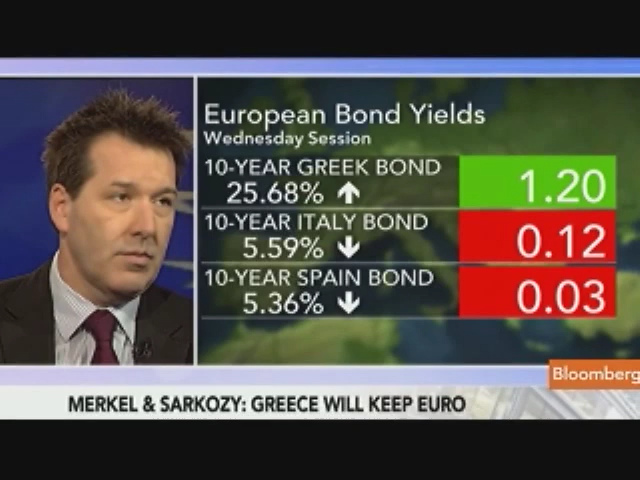 European Bond Yields
Wednesday Session
10-YEAR GREEK BOND
25.68% ↑ 1.20
10-YEAR ITALY BOND
5.59% ↓ 0.12
10-YEAR SPAIN BOND
5.36% ↓ 0.03
Bloomberg
MERKEL & SARKOZY: GREECE WILL KEEP EURO